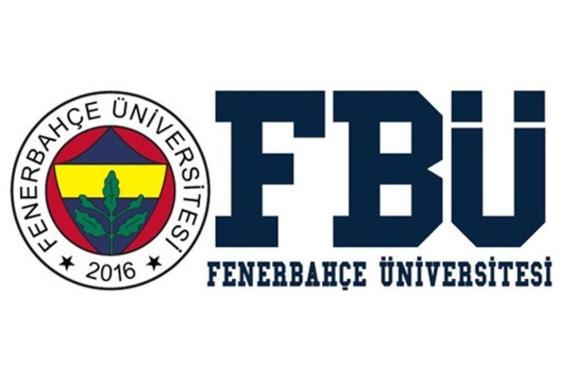 FENERBAHÇE ÜNİVERSİTESİ
2016
FBÜ
FENERBAHÇE ÜNİVERSİTESİ